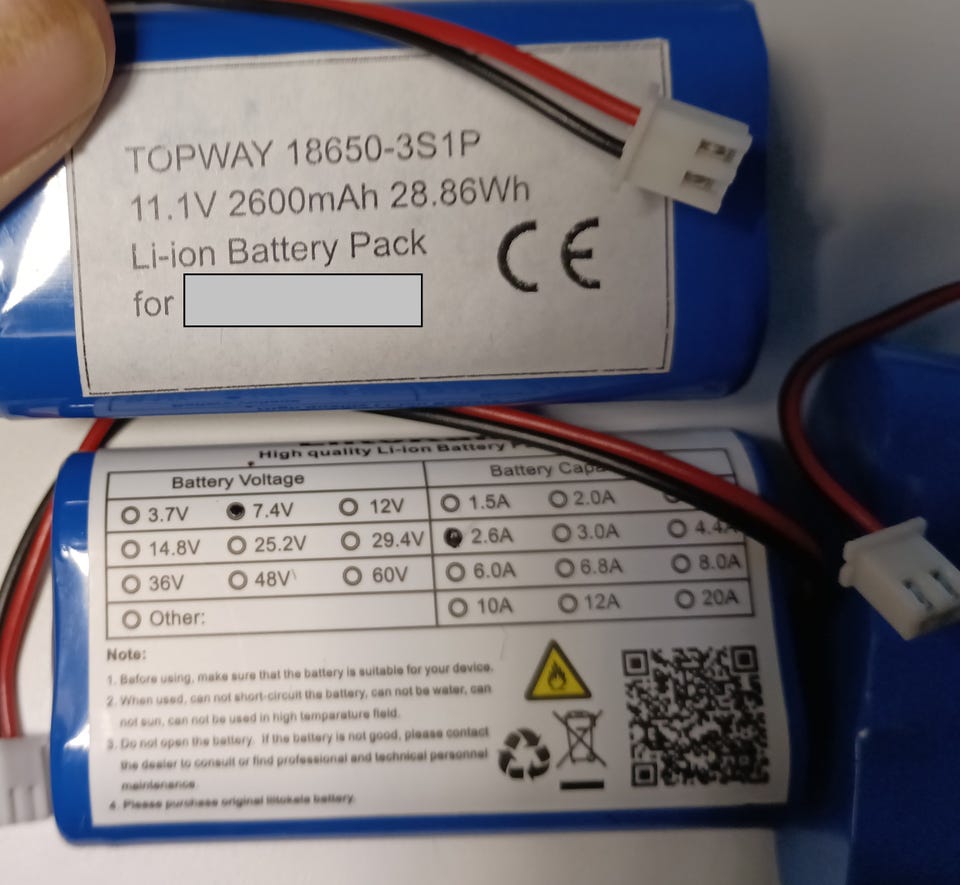 TOPWAY 18650-3S1P
11.1V 2600mAh 28.86Wh
Li-ion Battery Pack
for
CE
High quality Li-ion Battery
Battery Voltage
Battery
3.7V 7.4V 12V
1.5A 2.0A
14.8V 25.2V 29.4V
2.6A 3.0A 4.4A
36V 48V 60V
6.0A 6.8A 8.0A
Other:
10A 12A 20A
Note:
1. Before using, make sure that the battery is suitable for your device.
2. When used, can not short-circuit the battery, can not be water, can
not sun, can not be used in high temparature field.
3. Do not open the battery. If the battery is not good, please contact
the dealer to consult or find professional and technical personnel
maintenance.
4. Please purchase original liitokala battery.